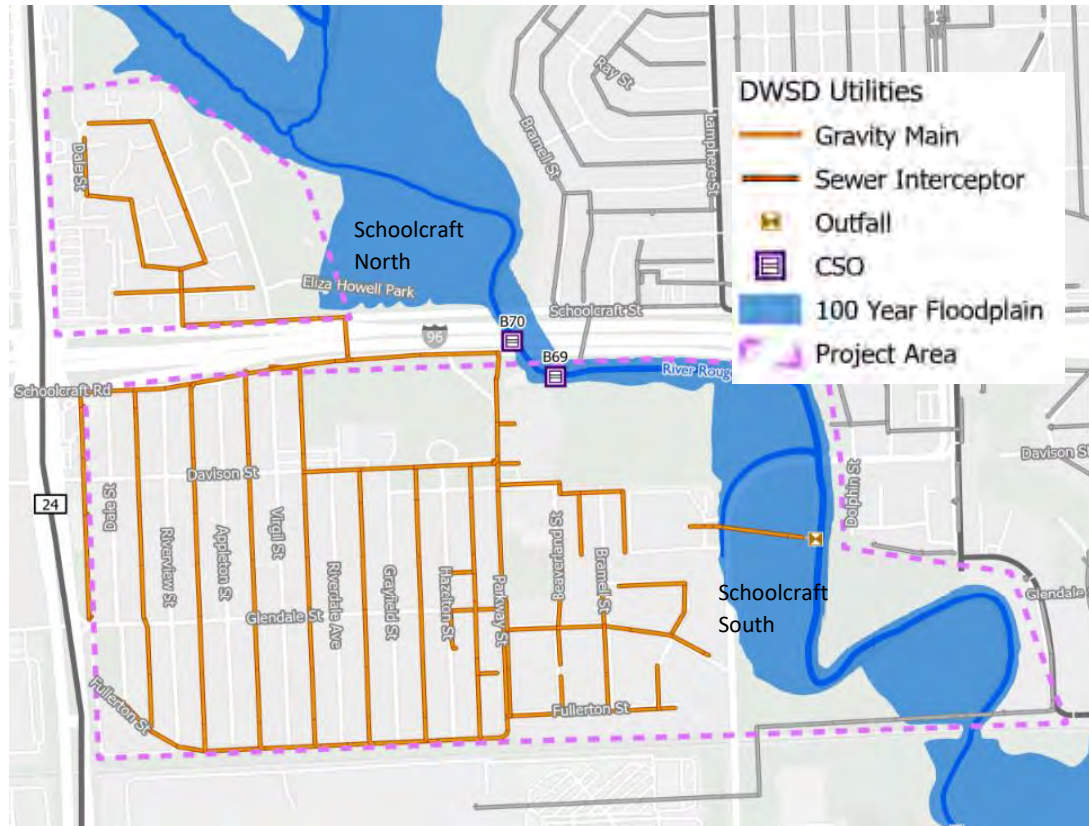 Ray St
Bramell St
Lamphere St
DWSD Utilities
Gravity Main
Sewer Interceptor
Outfall
CSO
100 Year Floodplain
Project Area
Dale St
Schoolcraft
North
Eliza Howell Park
Schoolcraft St
B70
96
B69
River Roug
Schoolcraft Rd
Davison St
Davison St
24
Dale St
Riverview St
Appleton St
Virgil St
Riverdale Ave
Grayfield St
Hazelton St
Parkway St
Beaverland St
Bramell St
Dolphin St
Glendale St
Schoolcraft
South
Glendale
Fullerton St
Fullerton St